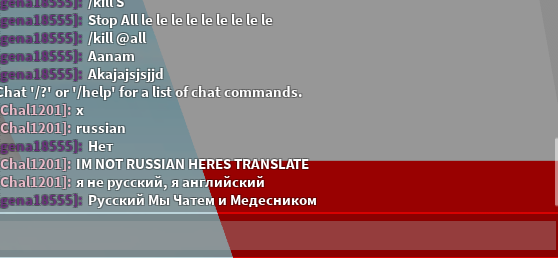 gena18555]: /kill S
gena18555]: Stop All le le le le le le le le le le
gena18555]: /kill @all
gena18555]: Aanam
gena18555]: Akajajsjsjjd
Chat '/?' or '/help' for a list of chat commands.
Chal1201]: x
Chal1201]: russian
gena18555]: Нет
Chal1201]: IM NOT RUSSIAN HERES TRANSLATE
Chal1201]: я не русский, я английский
gena18555]: Русский Мы Чатем и Медесником